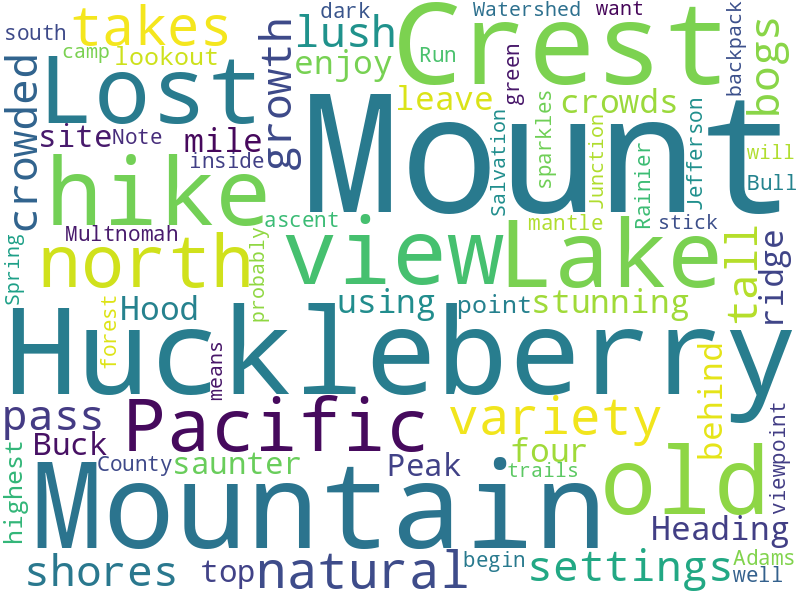 dark
Watershed
want
south
takes
lush
Crest
backpack
camp
lookout
growth
enjoy
Run
green
bogs
Lost
crowded
leave
crowds
Mount
sparkles
site
Note
mile
Salvation
Junction
Rainier
Jefferson
will
inside
hike
Bull
Multnomah
ascent
mantle
stick
Spring
north
probably
view
Lake
tall
ridge
Hood
using
point
stunning
forest
Huckleberry
means
behind
pass
Pacific
variety
viewpoint
Buck
highest
County
saunter
Peak
four
trails
old
Mountain
Heading
shores
top
natural
begin
settings
Adams
well